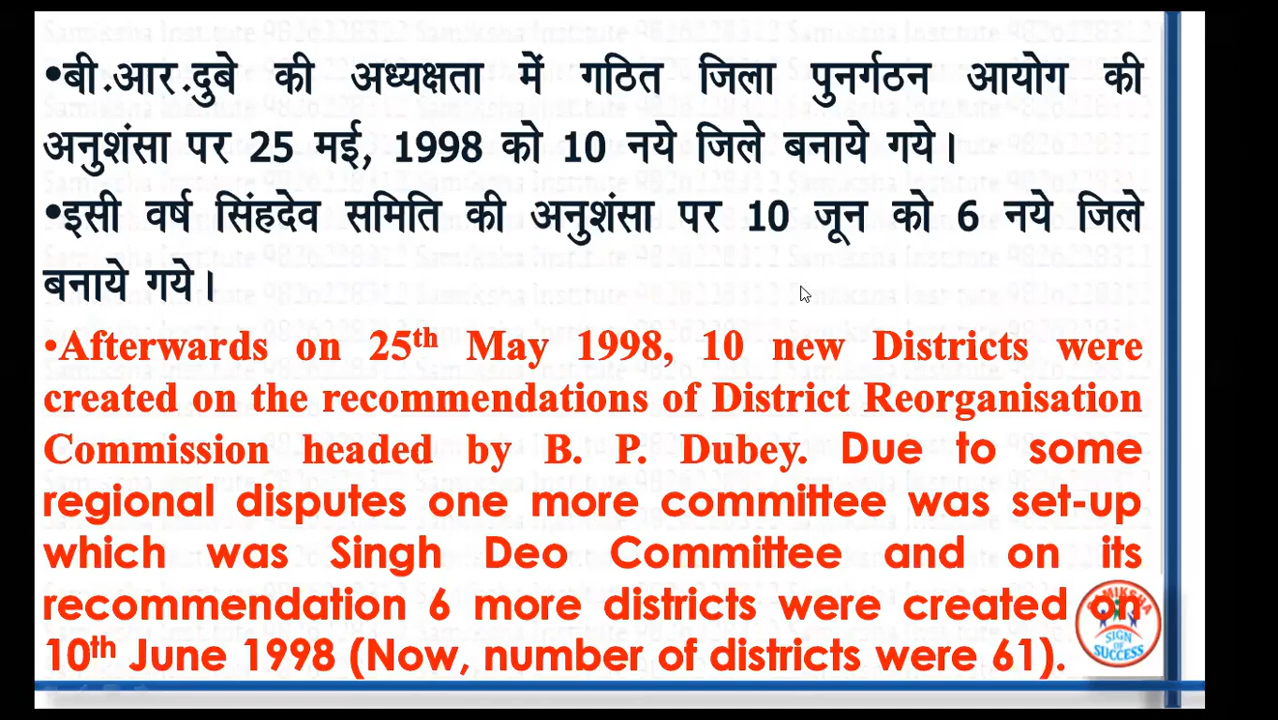 •बी.आर.दुबे की अध्यक्षता में गठित जिला पुनर्गठन आयोग की
अनुशंसा पर 25 मई, 1998 को 10 नये जिले बनाये गये।
•इसी वर्ष सिंहदेव समिति की अनुशंसा पर 10 जून को 6 नये जिले
बनाये गये।
•Afterwards on 25th May 1998, 10 new Districts were
created on the recommendations of District Reorganisation
Commission headed by B. P. Dubey. Due to some
regional disputes one more committee was set-up
which was Singh Deo Committee and on its
recommendation 6 more districts were created on
10th June 1998 (Now, number of districts were 61).
SAMIKSHA
SIGN
OF
SUCCESS